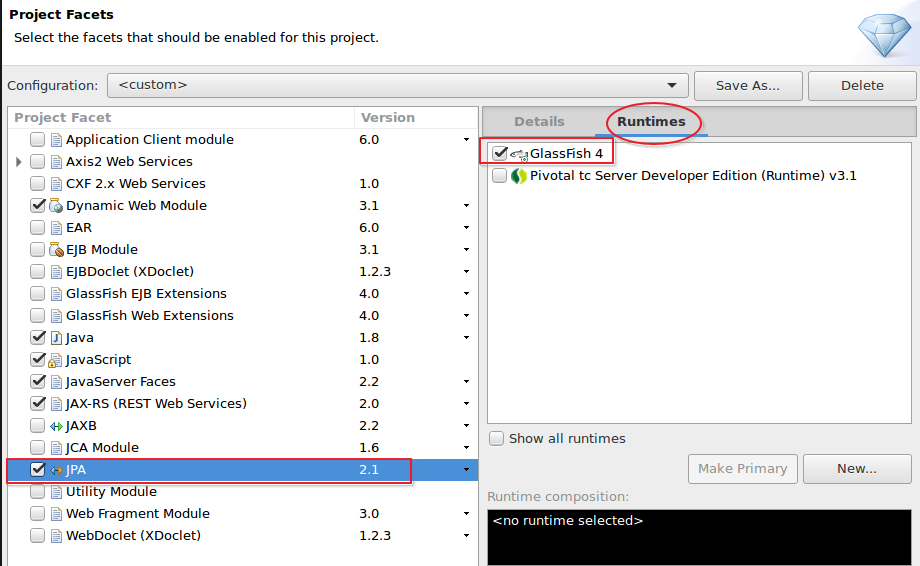 Project Facets
Select the facets that should be enabled for this project.
Configuration: <custom> Save As... Delete
Project Facet Version
Application Client module 6.0
Axis2 Web Services
CXF 2.x Web Services 1.0
Dynamic Web Module 3.1
EAR 6.0
EJB Module 3.1
EJBDoclet (XDoclet) 1.2.3
GlassFish EJB Extensions 4.0
GlassFish Web Extensions 4.0
Java 1.8
JavaScript 1.0
JavaServer Faces 2.2
JAX-RS (REST Web Services) 2.0
JAXB 2.2
JCA Module 1.6
JPA 2.1
Utility Module
Web Fragment Module 3.0
WebDoclet (XDoclet) 1.2.3
Details Runtimes
GlassFish 4
Pivotal tc Server Developer Edition (Runtime) v3.1
Show all runtimes
Make Primary New...
Runtime composition:
<no runtime selected>